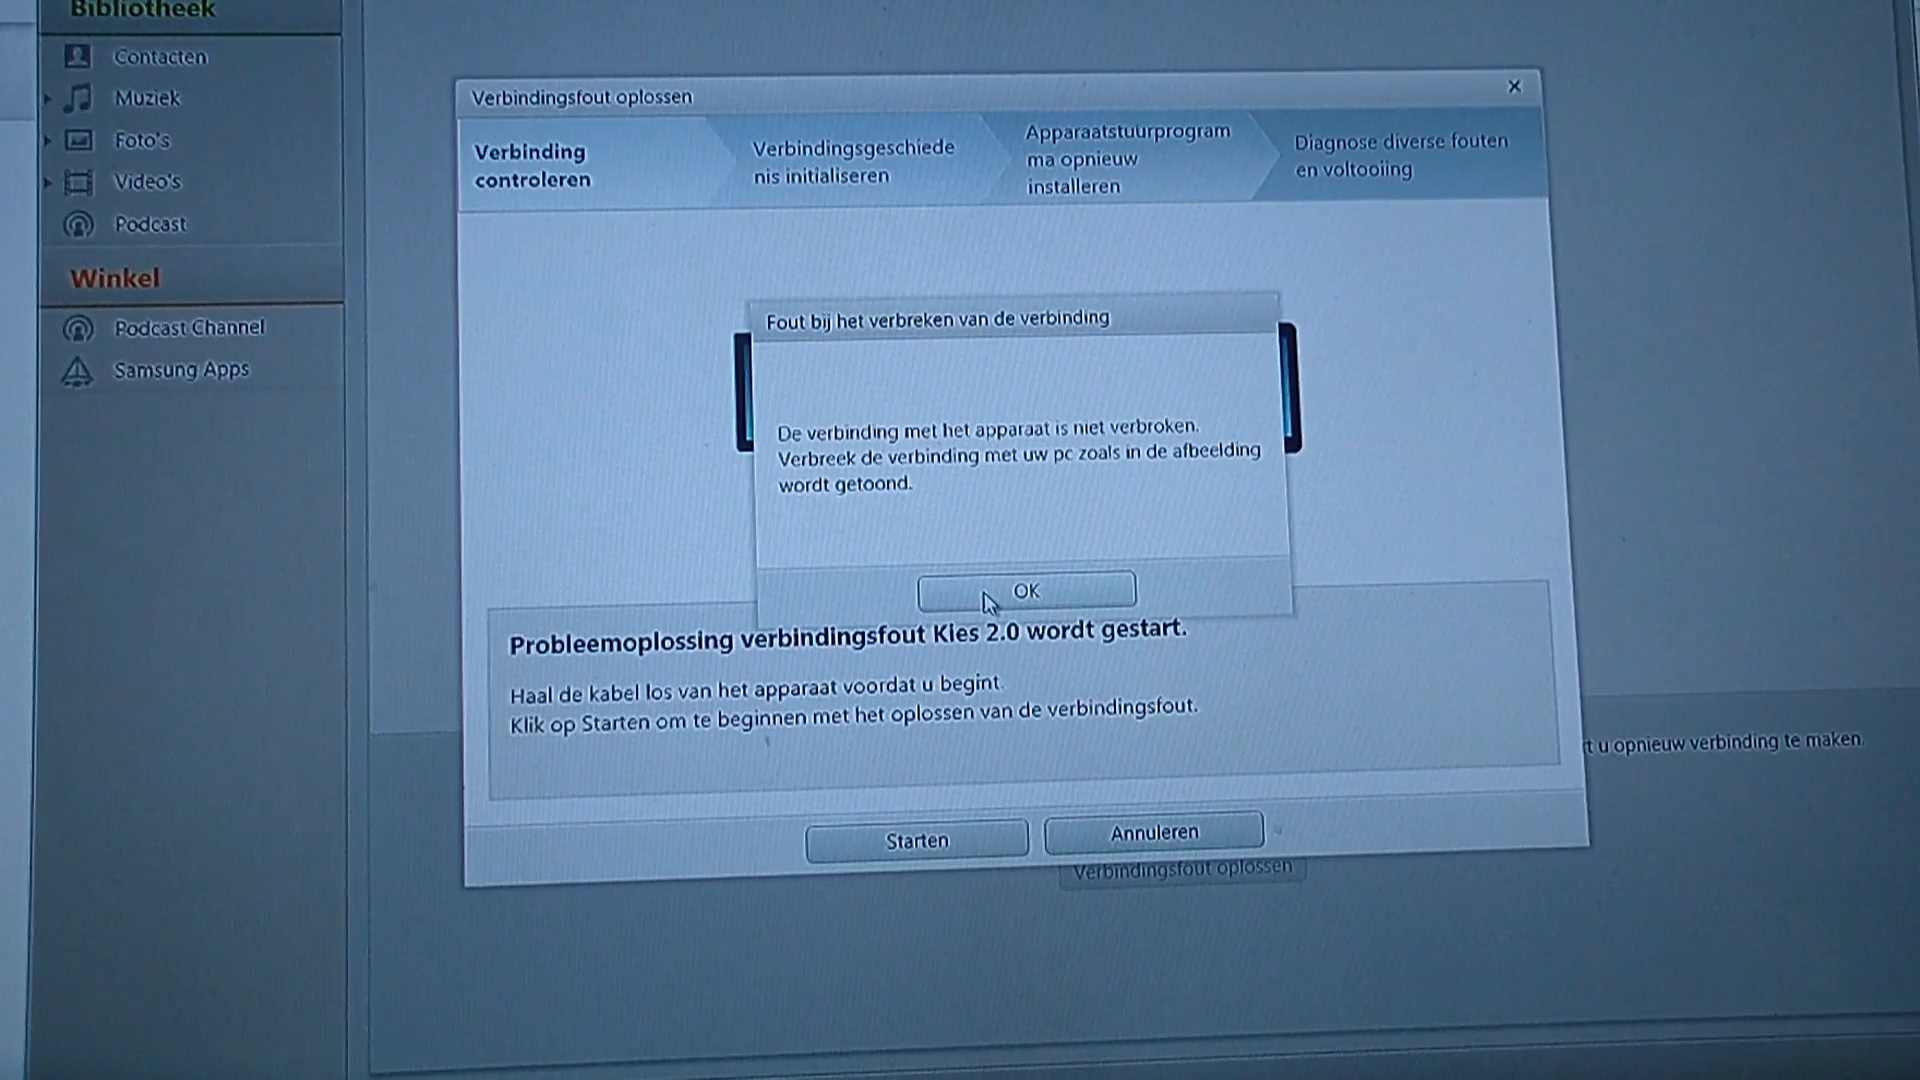 Bibliotheek
Contacten
Muziek
Foto's
Video's
Podcast
Winkel
Podcast Channel
Samsung Apps
Verbindingsfout oplossen
Verbinding
controleren
Verbindingsgeschiede
nis initialiseren
Apparaatstuurprogram
ma opnieuw
installeren
Diagnose diverse fouten
en voltooiing
Fout bij het verbreken van de verbinding
De verbinding met het apparaat is niet verbroken.
Verbreek de verbinding met uw pc zoals in de afbeelding
wordt getoond.
OK
Probleemoplossing verbindingsfout Kies 2.0 wordt gestart.
Haal de kabel los van het apparaat voordat u begint.
Klik op Starten om te beginnen met het oplossen van de verbindingsfout.
t u opnieuw verbinding te maken.
Starten
Annuleren
Verbindingsfout oplossen